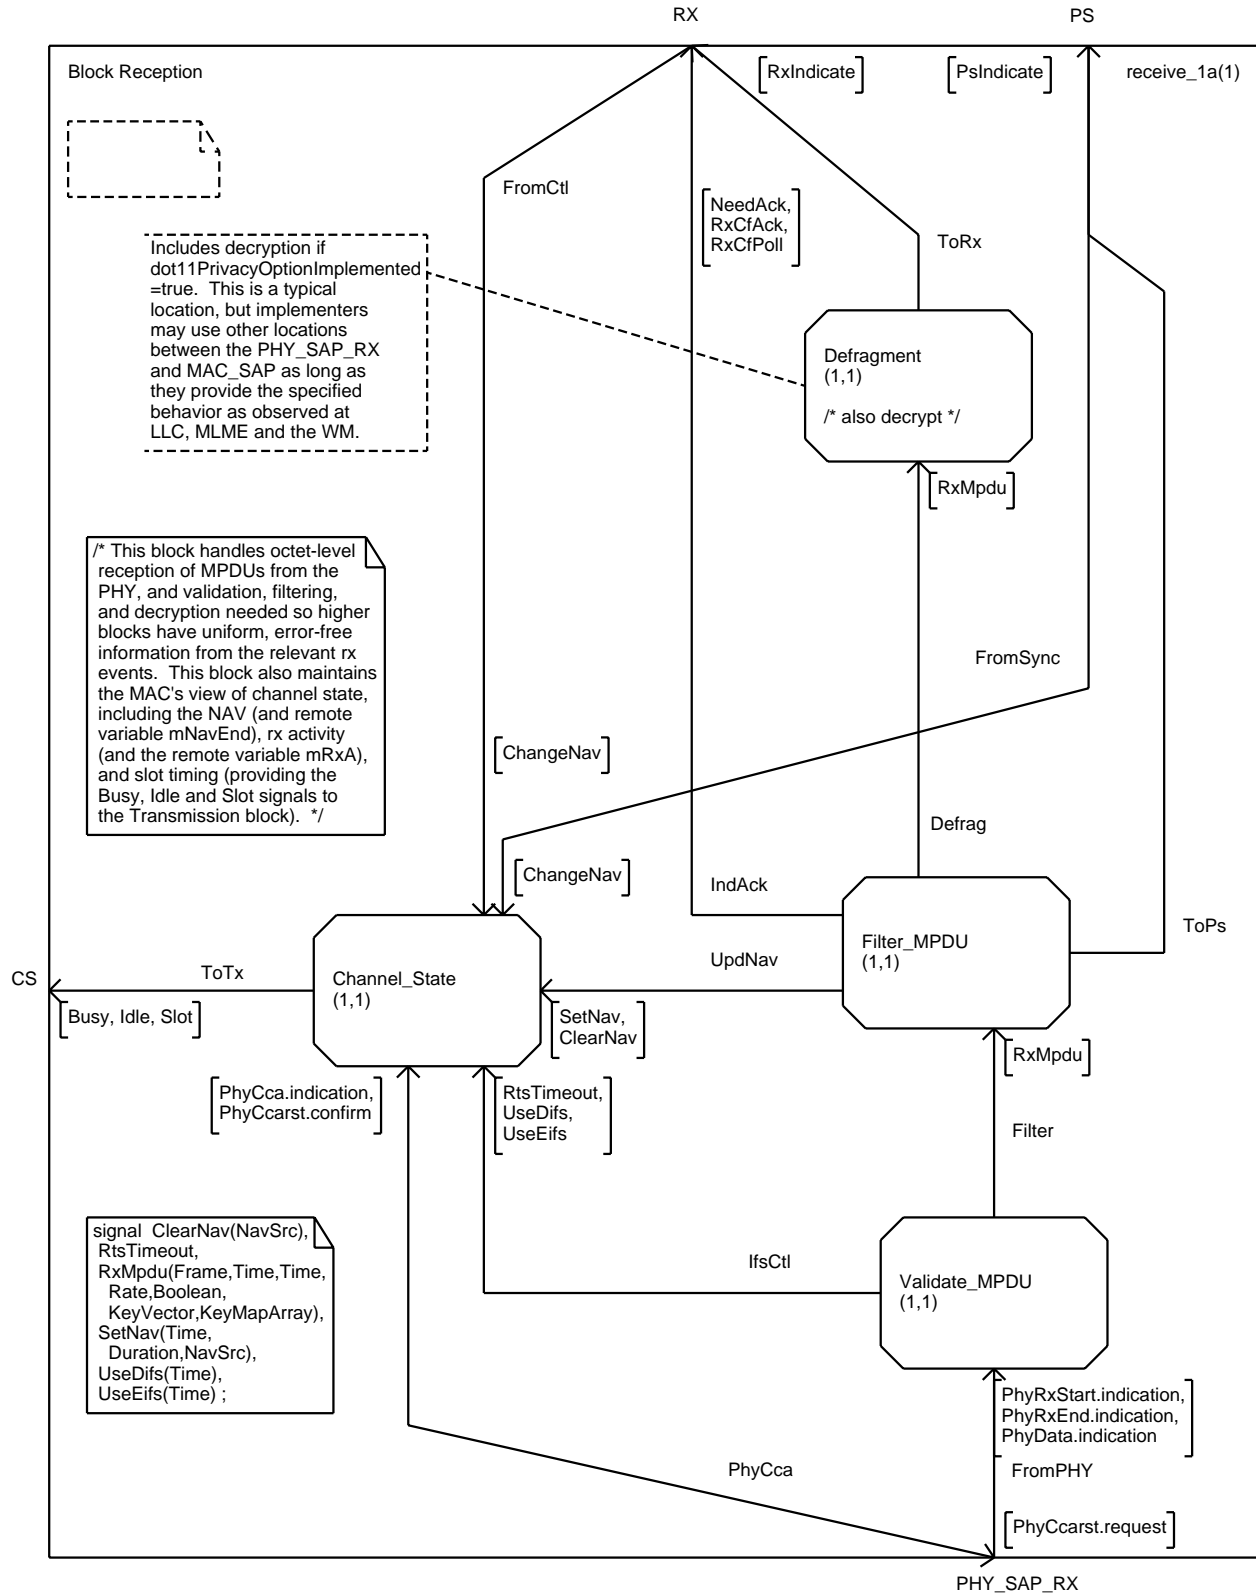 RX
PS
Block Reception
[RxIndicate]
[PsIndicate]
receive_1a(1)
FromCtl
NeedAck,
RxCfAck,
RxCfPoll
ToRx
Includes decryption if
dot11PrivacyOptionImplemented
=true.  This is a typical
location, but implementers
may use other locations
between the PHY_SAP_RX
and MAC_SAP as long as
they provide the specified
behavior as observed at
LLC, MLME and the WM.
Defragment
(1,1)
/* also decrypt */
[RxMpdu]
/* This block handles octet-level
reception of MPDUs from the
PHY, and validation, filtering,
and decryption needed so higher
blocks have uniform, error-free
information from the relevant rx
events.  This block also maintains
the MAC's view of channel state,
including the NAV (and remote
variable mNavEnd), rx activity
(and the remote variable mRxA),
and slot timing (providing the
Busy, Idle and Slot signals to
the Transmission block).  */
FromSync
[ChangeNav]
Defrag
[ChangeNav]
IndAck
Filter_MPDU
(1,1)
ToPs
UpdNav
CS
ToTx
Channel_State
(1,1)
[Busy, Idle, Slot]
SetNav,
ClearNav
[RxMpdu]
PhyCca.indication,
PhyCcarst.confirm
RtsTimeout,
UseDifs,
UseEifs
Filter
signal  ClearNav(NavSrc),
RtsTimeout,
RxMpdu(Frame,Time,Time,
Rate,Boolean,
KeyVector,KeyMapArray),
SetNav(Time,
Duration,NavSrc),
UseDifs(Time),
UseEifs(Time) ;
IfsCtl
Validate_MPDU
(1,1)
PhyRxStart.indication,
PhyRxEnd.indication,
PhyData.indication
PhyCca
FromPHY
[PhyCcarst.request]
PHY_SAP_RX